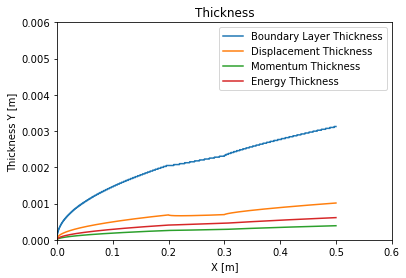 Thickness
Boundary Layer Thickness
Displacement Thickness
Momentum Thickness
Energy Thickness
Thickness Y [m]
0.006
0.005
0.004
0.003
0.002
0.001
0.000
0.0 0.1 0.2 0.3 0.4 0.5 0.6
X [m]